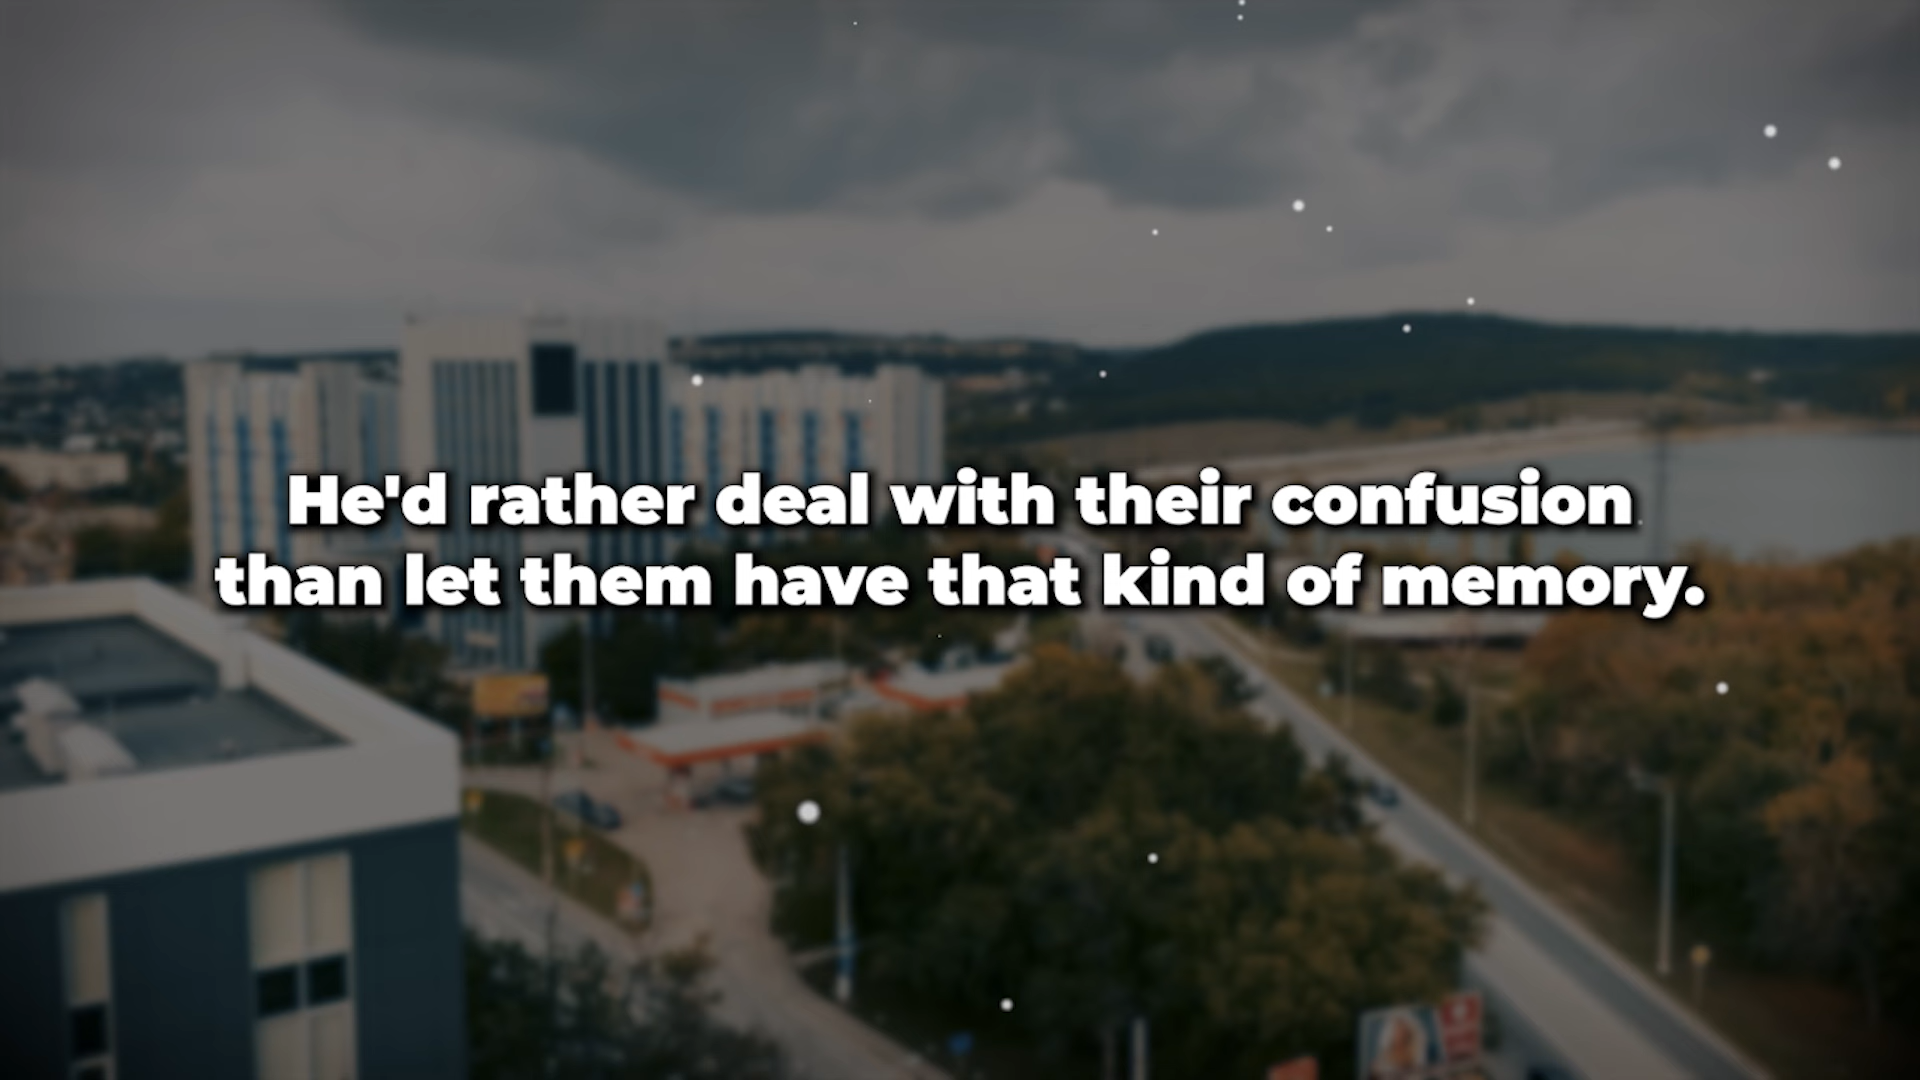 He'd rather deal with their confusion
than let them have that kind of memory.